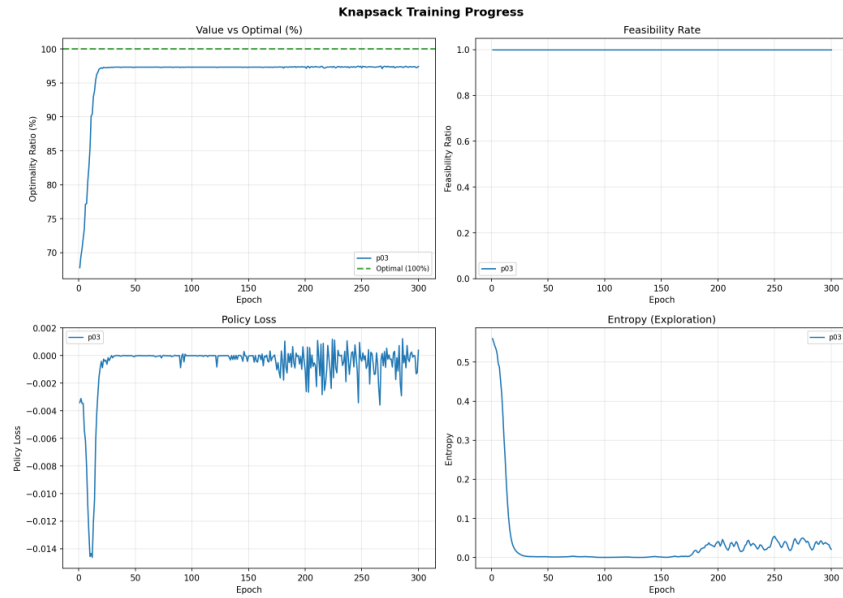 Knapsack Training Progress
Value vs Optimal (%)
Optimality Ratio (%)
100
95
90
85
80
75
70
p03
Optimal (100%)
0 50 100 150 200 250 300
Epoch
Feasibility Rate
Feasibility Ratio
1.0
0.8
0.6
0.4
0.2
0.0
p03
0 50 100 150 200 250 300
Epoch
Policy Loss
Policy Loss
0.002
0.000
−0.002
−0.004
−0.006
−0.008
−0.010
−0.012
−0.014
p03
0 50 100 150 200 250 300
Epoch
Entropy (Exploration)
Entropy
0.5
0.4
0.3
0.2
0.1
0.0
p03
0 50 100 150 200 250 300
Epoch